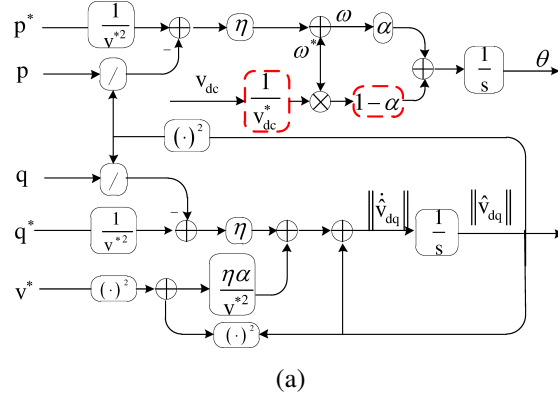 p* 1/v*² − η ω α
p / ω* 1/s θ
v_dc 1/v*_dc 1−α
(·)²
q / −
q* 1/v*² η ‖v̂̇_dq‖ 1/s ‖v̂_dq‖
v* (·)² ηα/v*²
(·)²
(a)